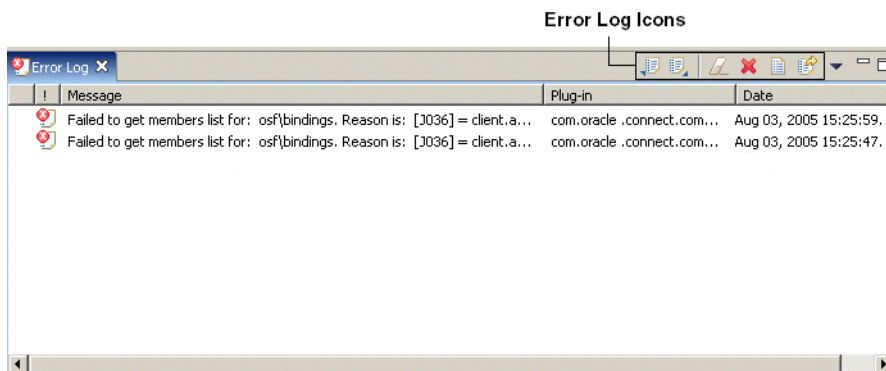 Error Log Icons
Error Log
! Message Plug-in Date
Failed to get members list for: osf\bindings. Reason is: [J036] = client.a... com.oracle .connect.com... Aug 03, 2005 15:25:59.
Failed to get members list for: osf\bindings. Reason is: [J036] = client.a... com.oracle .connect.com... Aug 03, 2005 15:25:47.